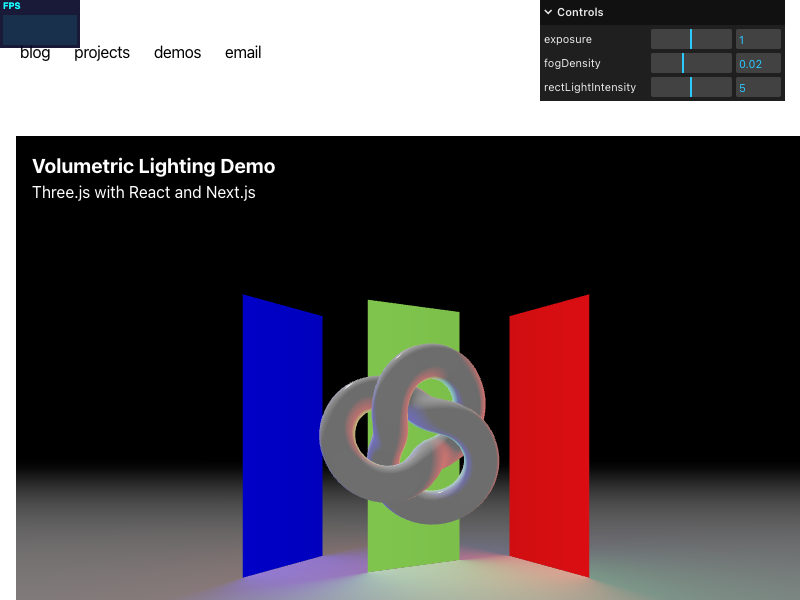 FPS
blog projects demos email
Controls
exposure 1
fogDensity 0.02
rectLightIntensity 5
Volumetric Lighting Demo
Three.js with React and Next.js